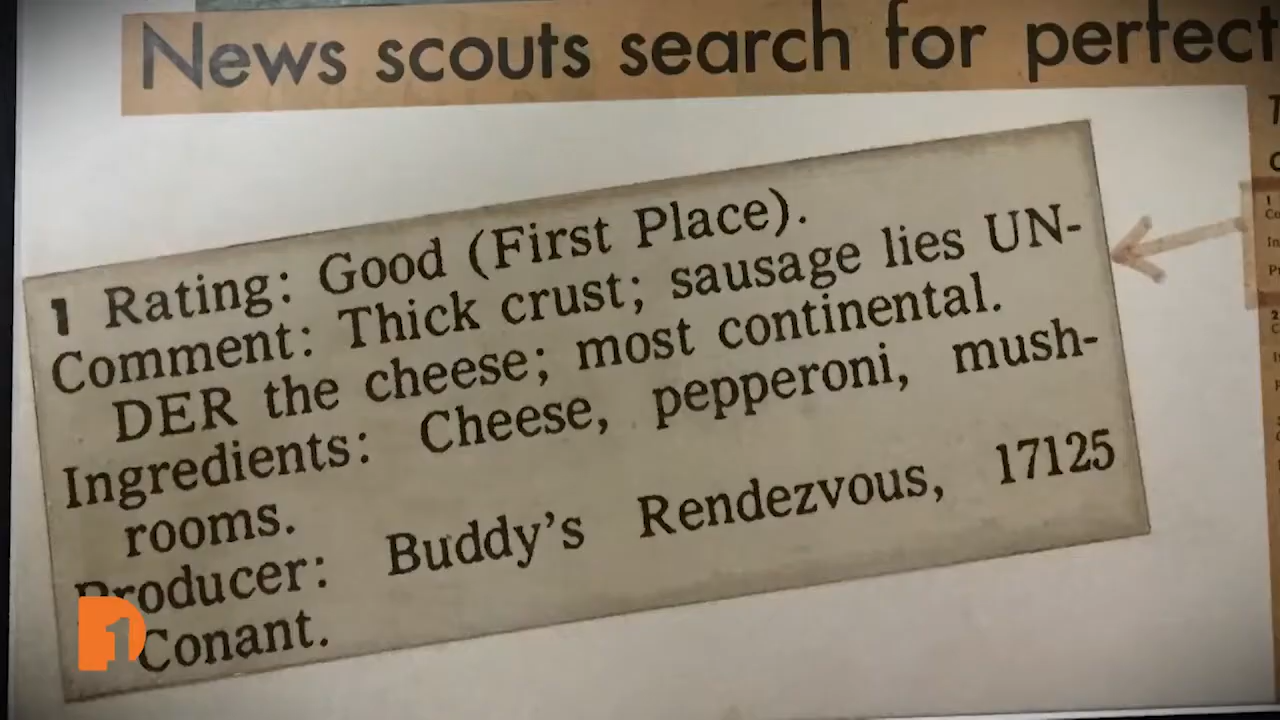 News scouts search for perfect
1 Rating: Good (First Place).
Comment: Thick crust; sausage lies UN-
DER the cheese; most continental.
Ingredients: Cheese, pepperoni, mush-
rooms.
Producer: Buddy's Rendezvous, 17125
Conant.
1